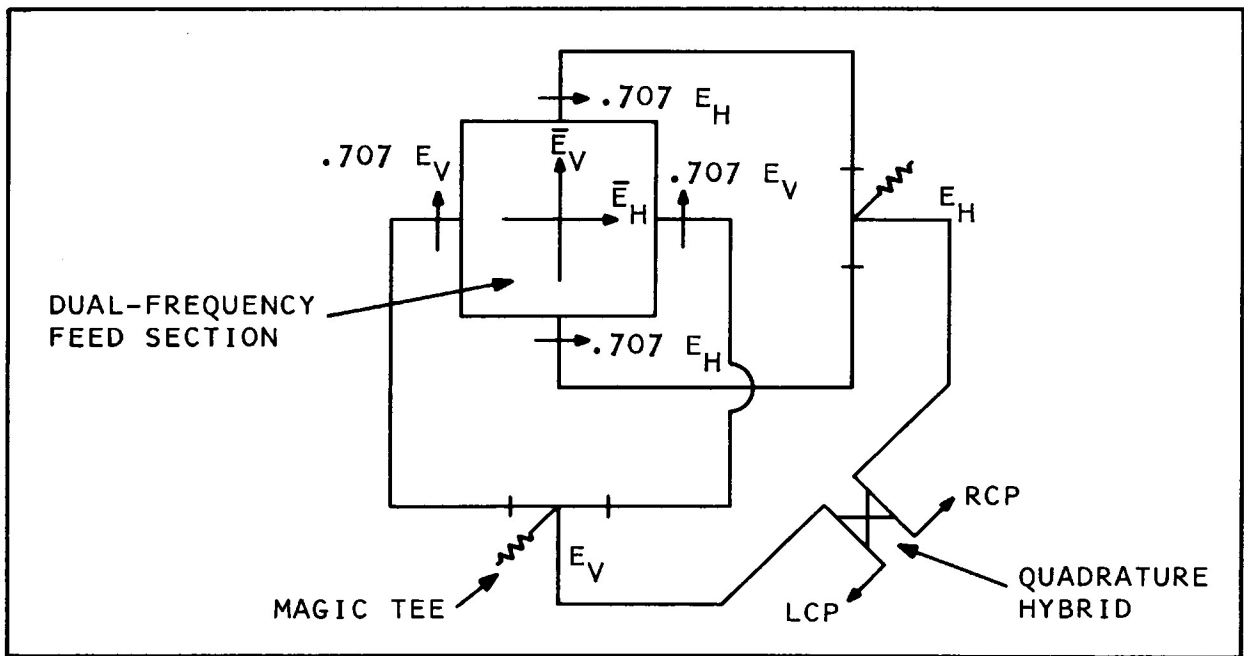 .707 E_H
.707 E_V
Ē_V
.707 E_V
Ē_H
E_H
DUAL-FREQUENCY
FEED SECTION
.707 E_H
RCP
E_V
MAGIC TEE
LCP
QUADRATURE
HYBRID